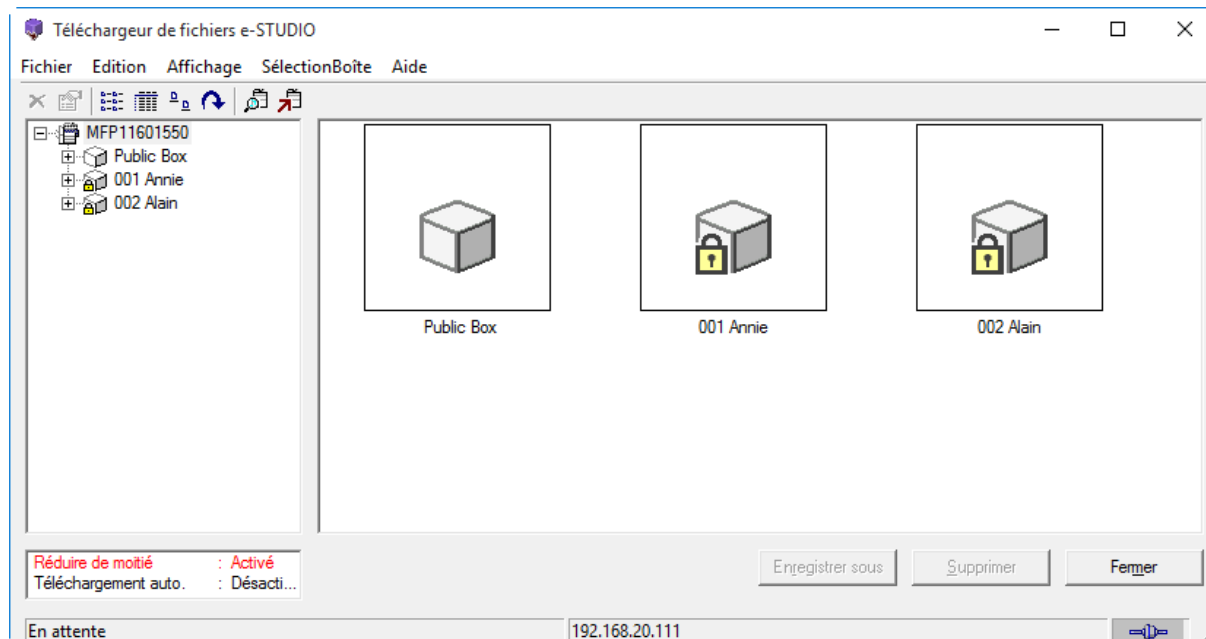 Téléchargeur de fichiers e-STUDIO
Fichier Edition Affichage SélectionBoîte Aide
MFP11601550
Public Box
001 Annie
002 Alain
Public Box 001 Annie 002 Alain
Réduire de moitié : Activé
Téléchargement auto. : Désacti...
Enregistrer sous Supprimer Fermer
En attente 192.168.20.111